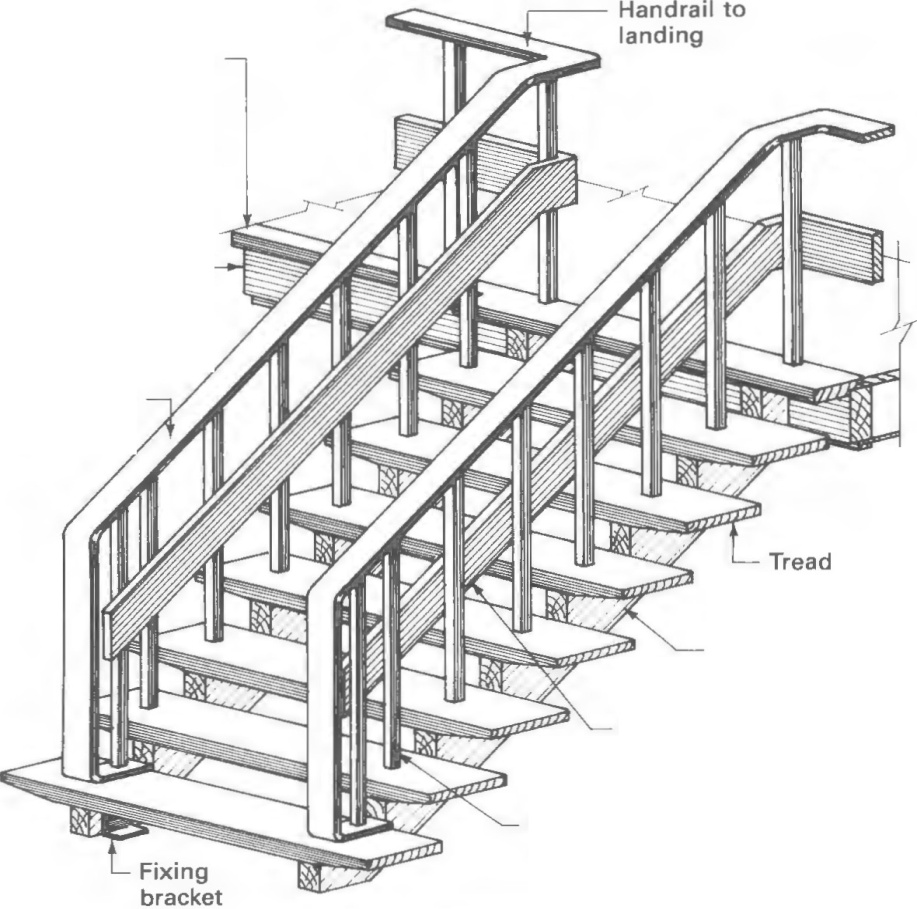 Handrail to
landing
Tread
Fixing
bracket